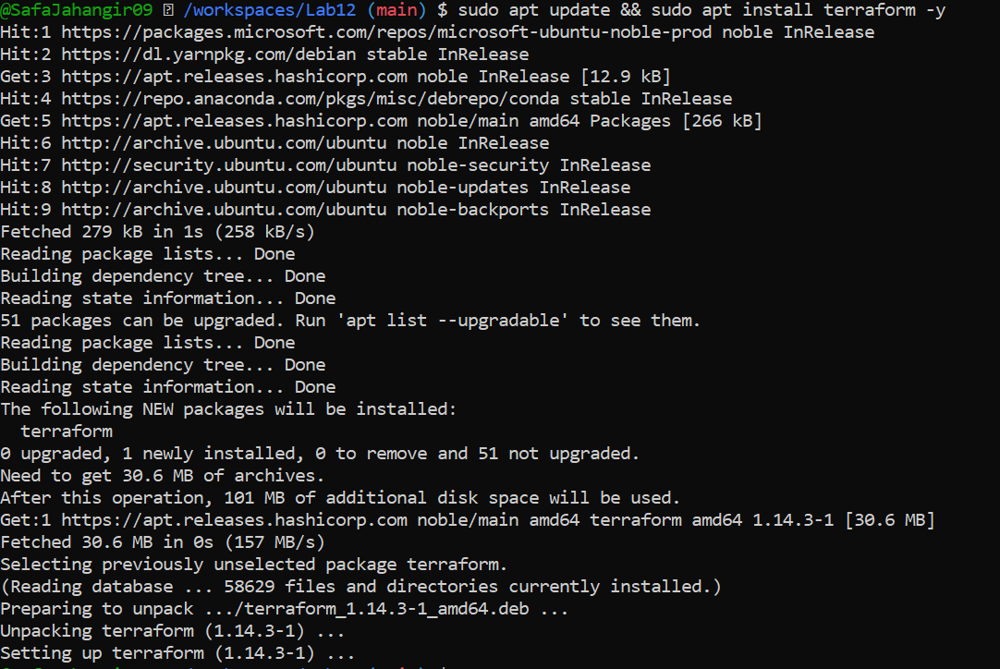 @SafaJahangir09 /workspaces/Lab12 (main) $ sudo apt update && sudo apt install terraform -y
Hit:1 https://packages.microsoft.com/repos/microsoft-ubuntu-noble-prod noble InRelease
Hit:2 https://dl.yarnpkg.com/debian stable InRelease
Get:3 https://apt.releases.hashicorp.com noble InRelease [12.9 kB]
Hit:4 https://repo.anaconda.com/pkgs/misc/debrepo/conda stable InRelease
Get:5 https://apt.releases.hashicorp.com noble/main amd64 Packages [266 kB]
Hit:6 http://archive.ubuntu.com/ubuntu noble InRelease
Hit:7 http://security.ubuntu.com/ubuntu noble-security InRelease
Hit:8 http://archive.ubuntu.com/ubuntu noble-updates InRelease
Hit:9 http://archive.ubuntu.com/ubuntu noble-backports InRelease
Fetched 279 kB in 1s (258 kB/s)
Reading package lists... Done
Building dependency tree... Done
Reading state information... Done
51 packages can be upgraded. Run 'apt list --upgradable' to see them.
Reading package lists... Done
Building dependency tree... Done
Reading state information... Done
The following NEW packages will be installed:
  terraform
0 upgraded, 1 newly installed, 0 to remove and 51 not upgraded.
Need to get 30.6 MB of archives.
After this operation, 101 MB of additional disk space will be used.
Get:1 https://apt.releases.hashicorp.com noble/main amd64 terraform amd64 1.14.3-1 [30.6 MB]
Fetched 30.6 MB in 0s (157 MB/s)
Selecting previously unselected package terraform.
(Reading database ... 58629 files and directories currently installed.)
Preparing to unpack .../terraform_1.14.3-1_amd64.deb ...
Unpacking terraform (1.14.3-1) ...
Setting up terraform (1.14.3-1) ...